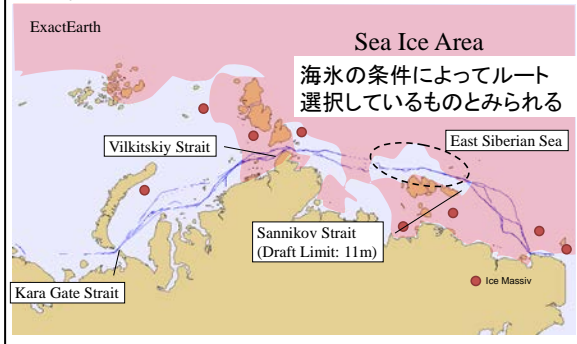 ExactEarth
Sea Ice Area
海氷の条件によってルート
選択しているものとみられる
Vilkitskiy Strait
East Siberian Sea
Sannikov Strait
(Draft Limit: 11m)
Ice Massiv
Kara Gate Strait